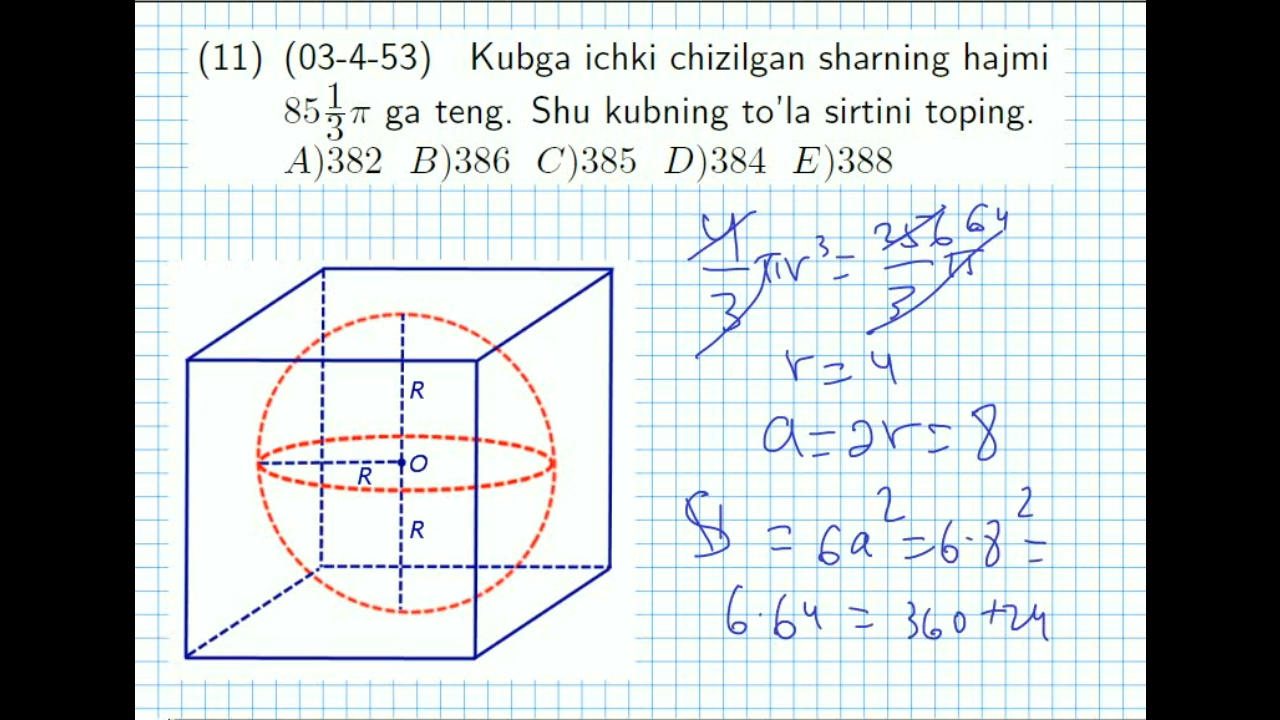 (11) (03-4-53) Kubga ichki chizilgan sharning hajmi
85 1/3 π ga teng. Shu kubning to'la sirtini toping.
A)382 B)386 C)385 D)384 E)388
4/3 πr³ = 256/3 π 64
r = 4
a = 2r = 8
= 6a² = 6·8² =
6·64 = 360+24
R
O
R
R